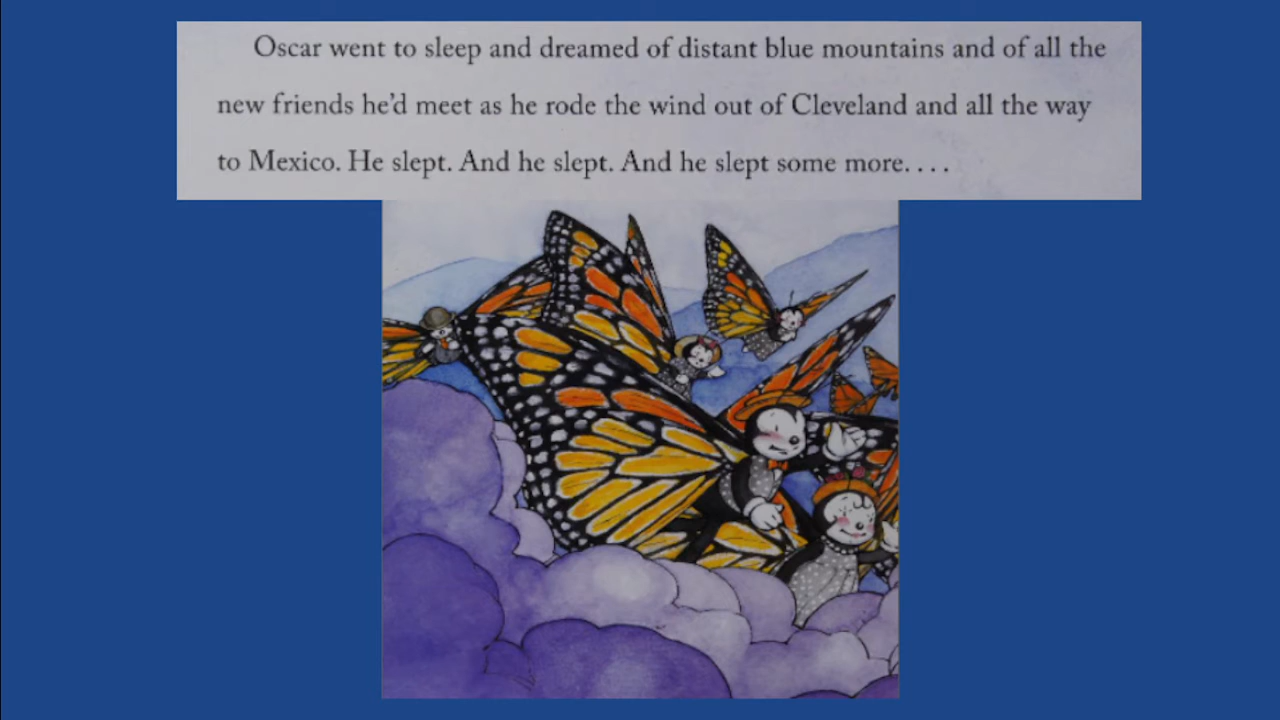 Oscar went to sleep and dreamed of distant blue mountains and of all the
new friends he'd meet as he rode the wind out of Cleveland and all the way
to Mexico. He slept. And he slept. And he slept some more. . . .